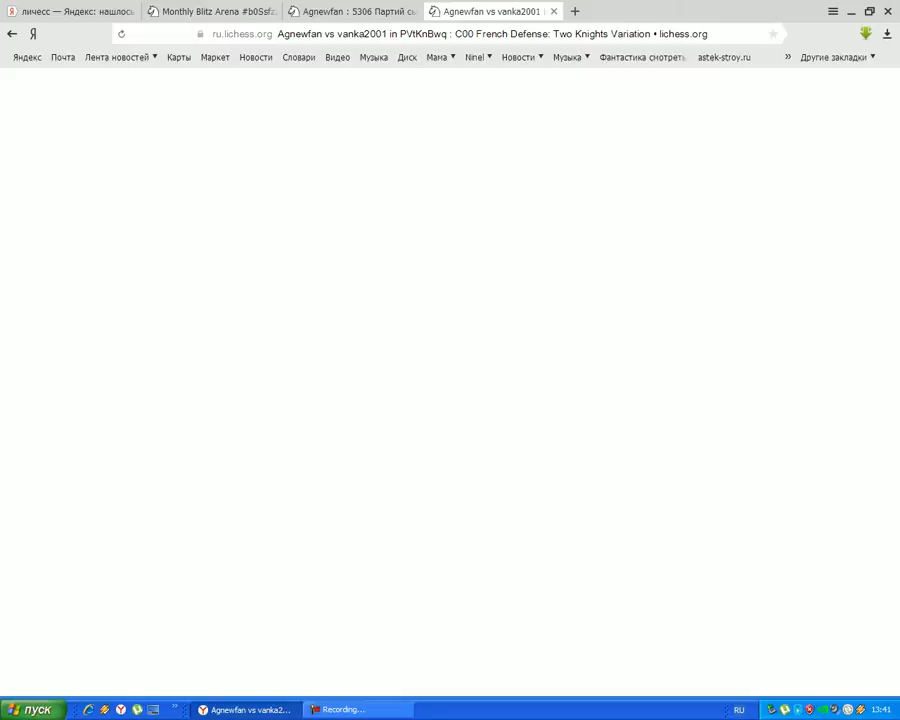 личесс — Яндекс: нашлось Monthly Blitz Arena #b0Ssfz Agnewfan : 5306 Партий сы Agnewfan vs vanka2001
ru.lichess.org Agnewfan vs vanka2001 in PVtKnBwq : C00 French Defense: Two Knights Variation • lichess.org
Яндекс Почта Лента новостей Карты Маркет Новости Словари Видео Музыка Диск Мама Ninel Новости Музыка Фантастика смотреть astek-stroy.ru » Другие закладки
пуск » Agnewfan vs vanka2... Recording... RU 13:41